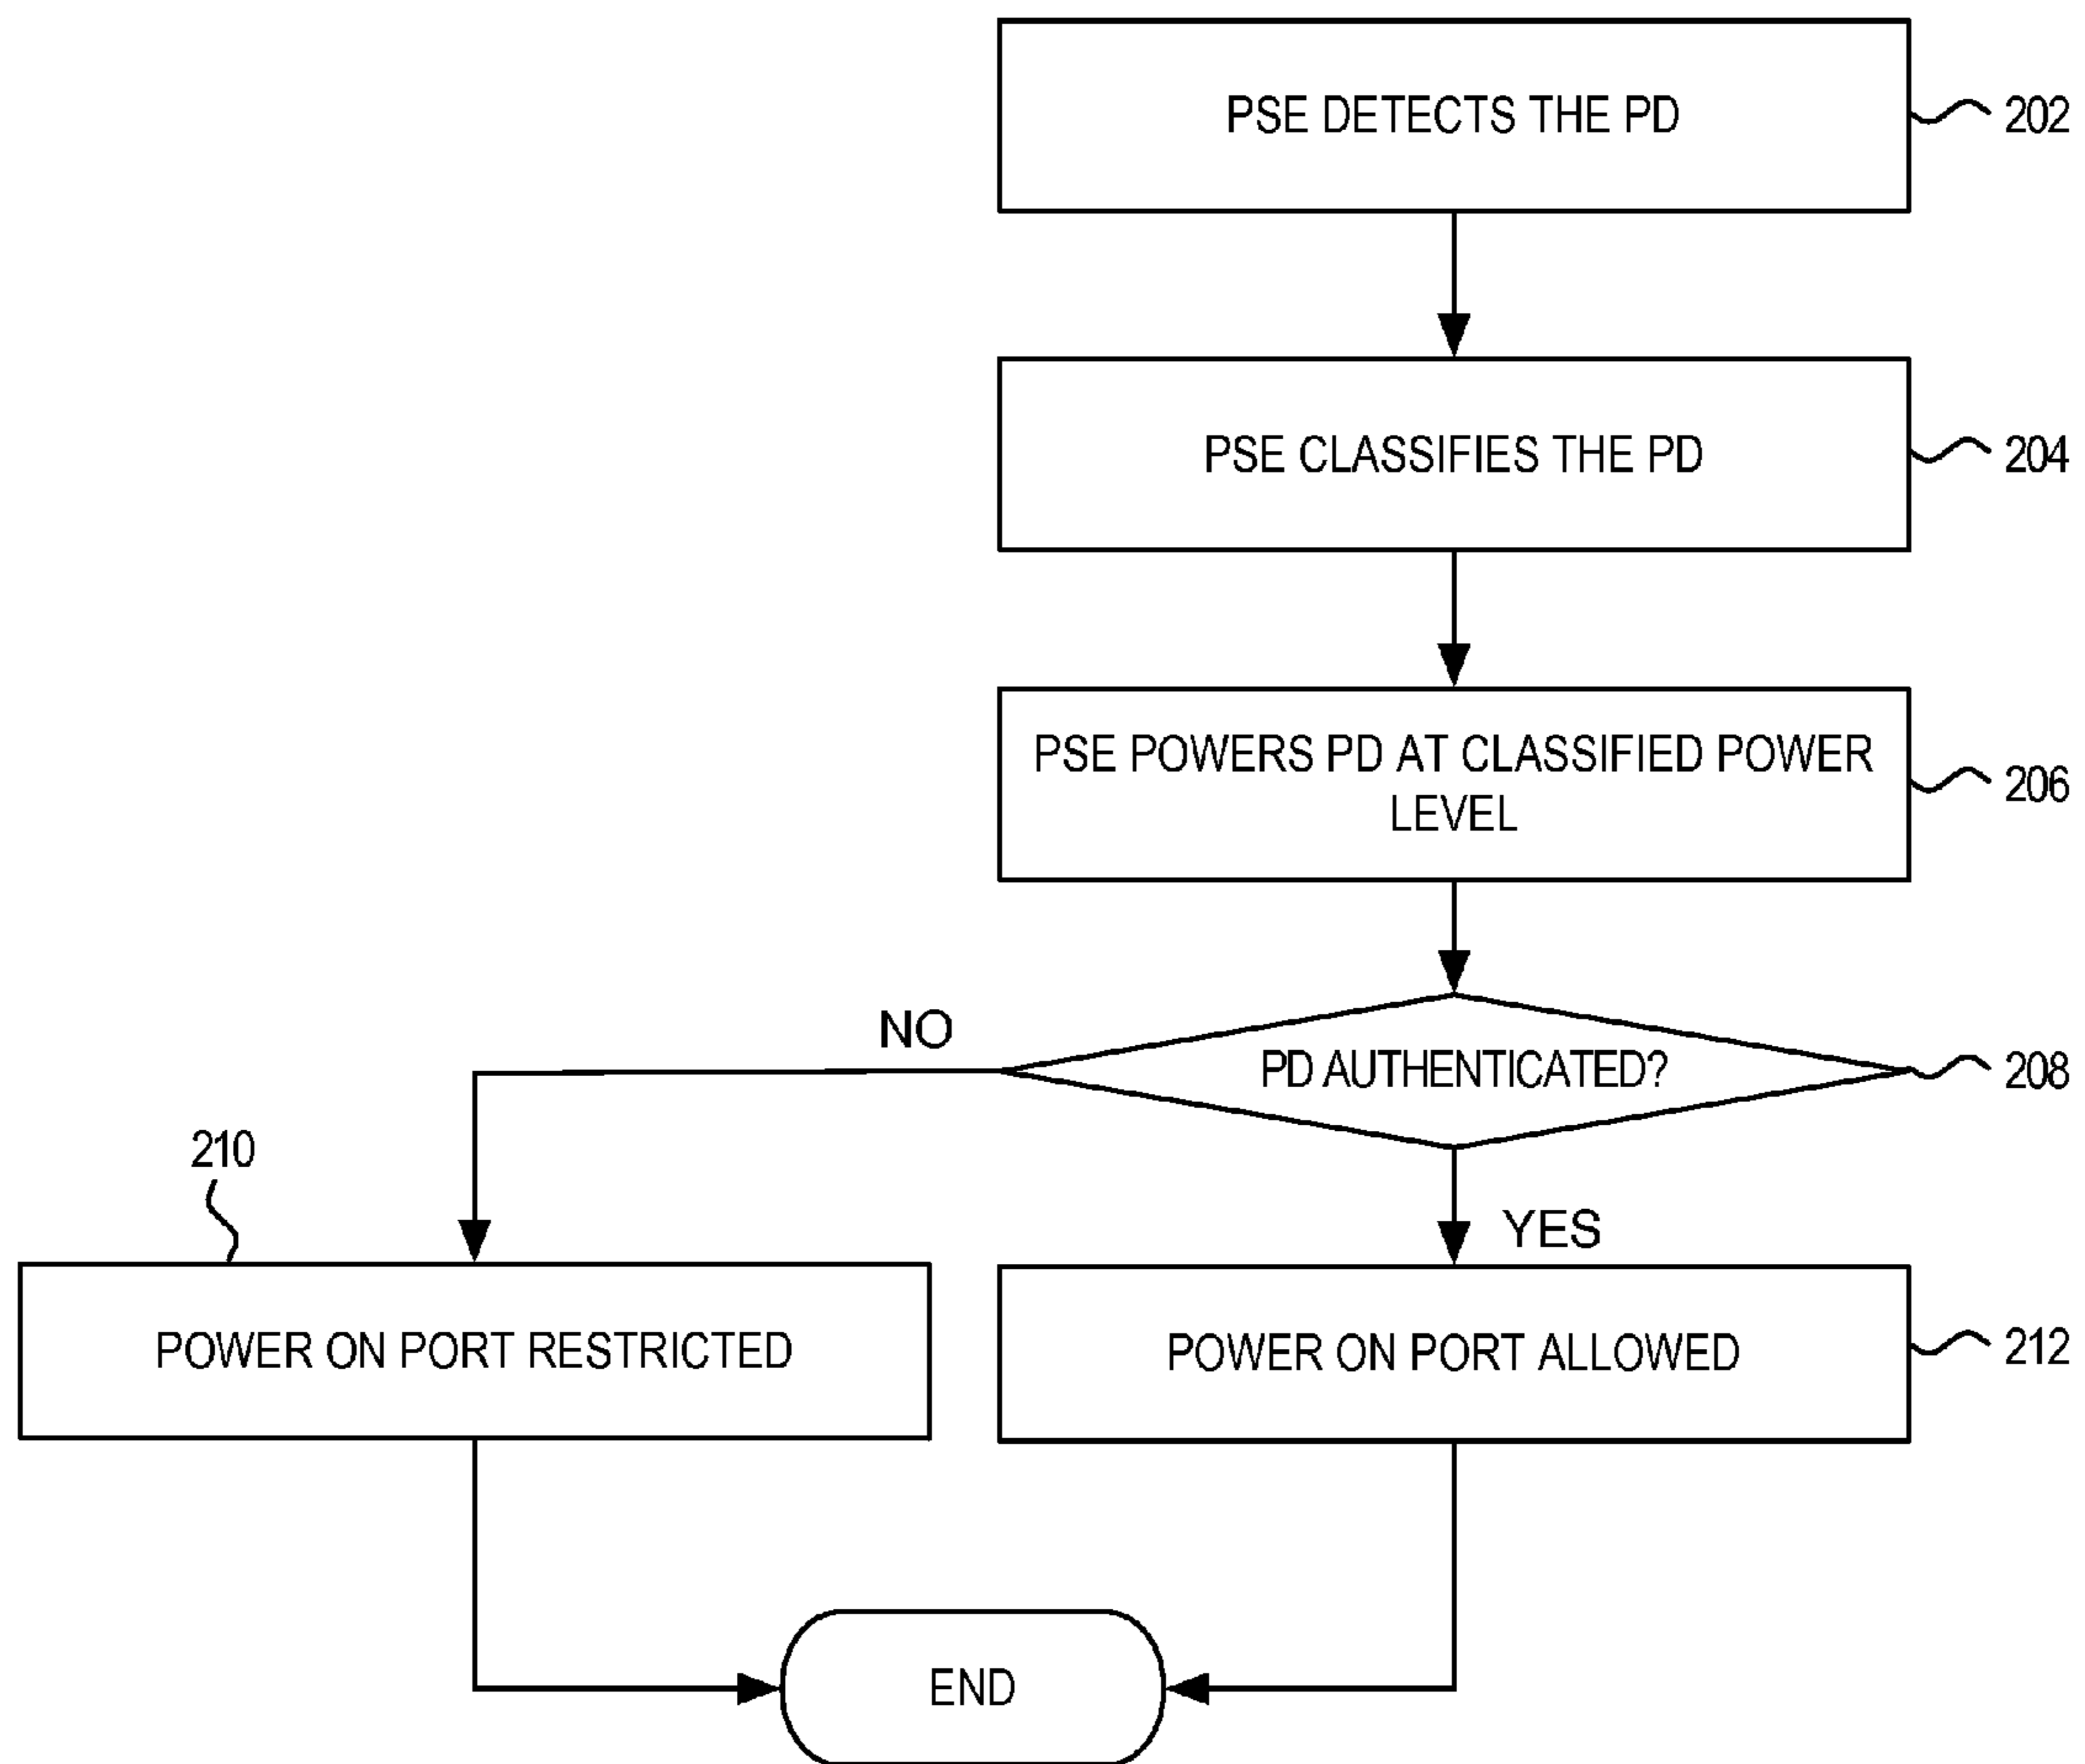 PSE DETECTS THE PD
202
PSE CLASSIFIES THE PD
204
PSE POWERS PD AT CLASSIFIED POWER
LEVEL
206
NO
PD AUTHENTICATED?
208
210
YES
POWER ON PORT RESTRICTED
POWER ON PORT ALLOWED
212
END